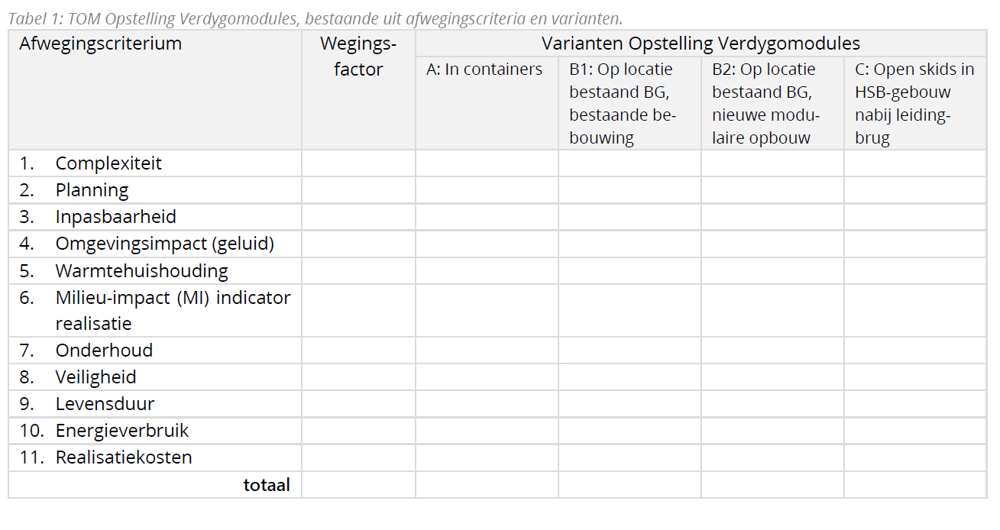 Tabel 1: TOM Opstelling Verdygomodules, bestaande uit afwegingscriteria en varianten.
Afwegingscriterium
Wegings-
factor
Varianten Opstelling Verdygomodules
A: In containers
B1: Op locatie
bestaand BG,
bestaande be-
bouwing
B2: Op locatie
bestaand BG,
nieuwe modu-
laire opbouw
C: Open skids in
HSB-gebouw
nabij leiding-
brug
1. Complexiteit
2. Planning
3. Inpasbaarheid
4. Omgevingsimpact (geluid)
5. Warmtehuishouding
6. Milieu-impact (MI) indicator
realisatie
7. Onderhoud
8. Veiligheid
9. Levensduur
10. Energieverbruik
11. Realisatiekosten
totaal